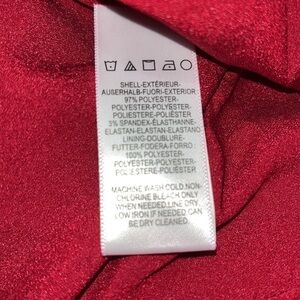 SHELL-EXTÉRIEUR-
AUßERHALB-FUORI-EXTERIOR
97% POLYESTER-
POLYESTER-POLYESTER-
POLIESTERE-POLIÉSTER
3% SPANDEX-ÉLASTHANNE-
ELASTAN-ELASTAN-ELASTANO
LINING-DOUBLURE-
FUTTER-FODERA-FORRO:
100% POLYESTER-
POLYESTER-POLYESTER-
POLIESTERE-POLIÉSTER
MACHINE WASH COLD.NON-
CHLORINE BLEACH ONLY
WHEN NEEDED.LINE DRY.
LOW IRON IF NEEDED CAN
BE DRY CLEANED.